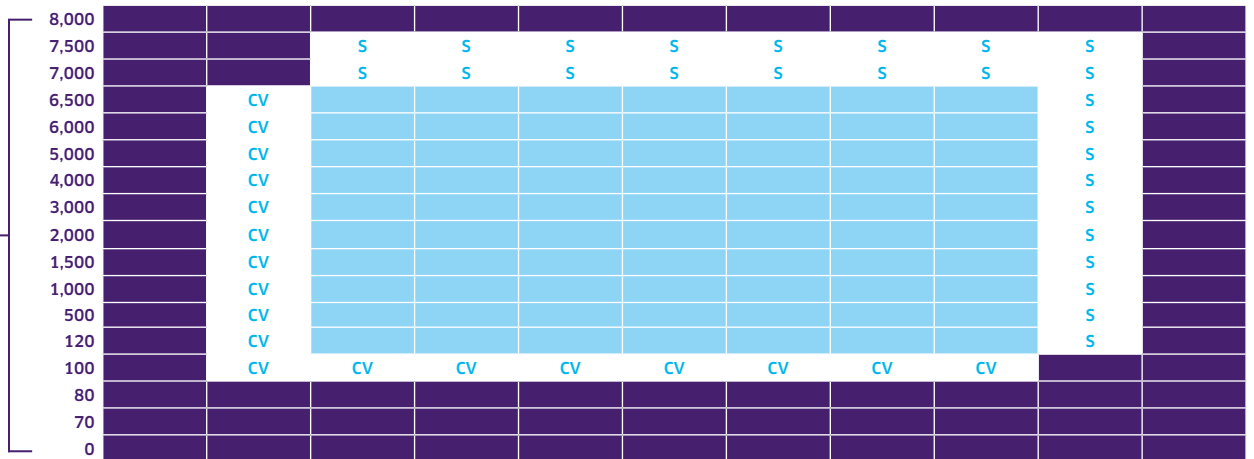 8,000
7,500 S S S S S S S S
7,000 S S S S S S S S
6,500 CV S
6,000 CV S
5,000 CV S
4,000 CV S
3,000 CV S
2,000 CV S
1,500 CV S
1,000 CV S
500 CV S
120 CV S
100 CV CV CV CV CV CV CV CV
80
70
0